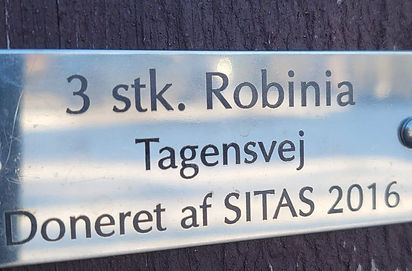 3 stk. Robinia
Tagensvej
Doneret af SITAS 2016